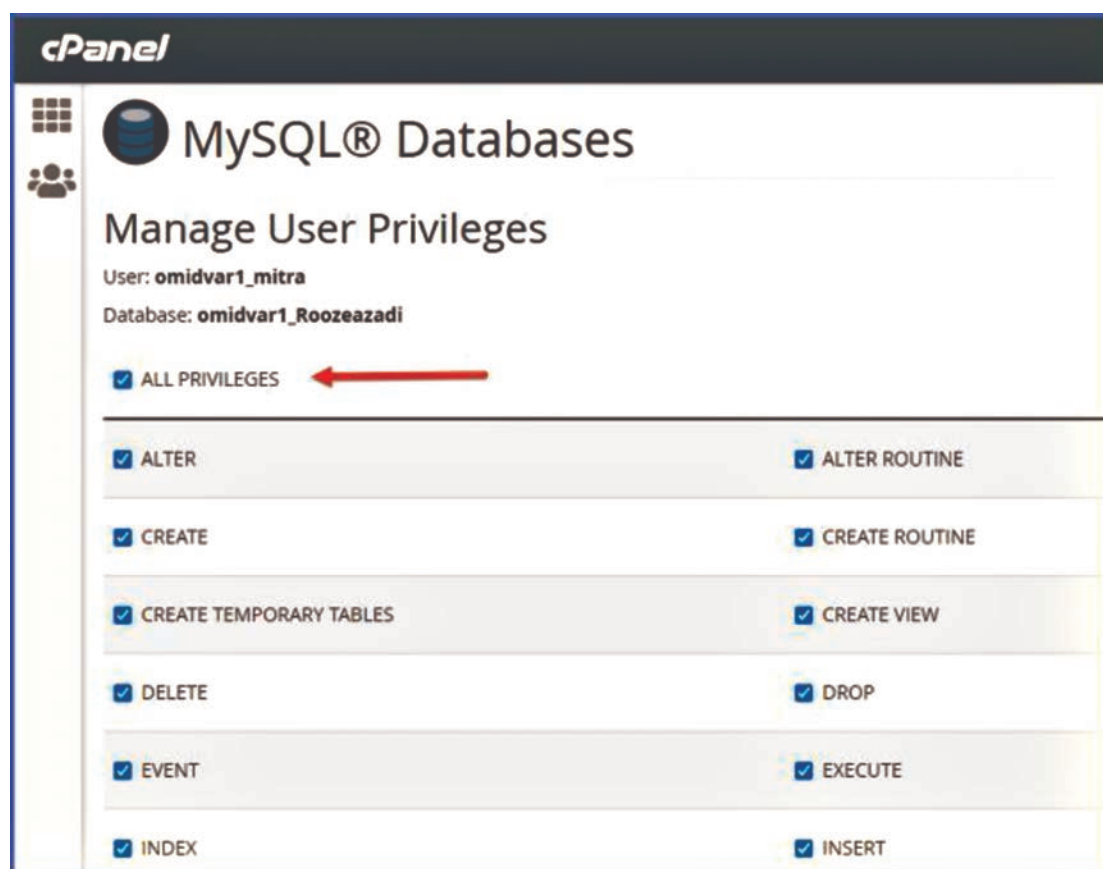 cPanel
MySQL® Databases
Manage User Privileges
User: omidvar1_mitra
Database: omidvar1_Roozeazadi
ALL PRIVILEGES
ALTER ALTER ROUTINE
CREATE CREATE ROUTINE
CREATE TEMPORARY TABLES CREATE VIEW
DELETE DROP
EVENT EXECUTE
INDEX INSERT